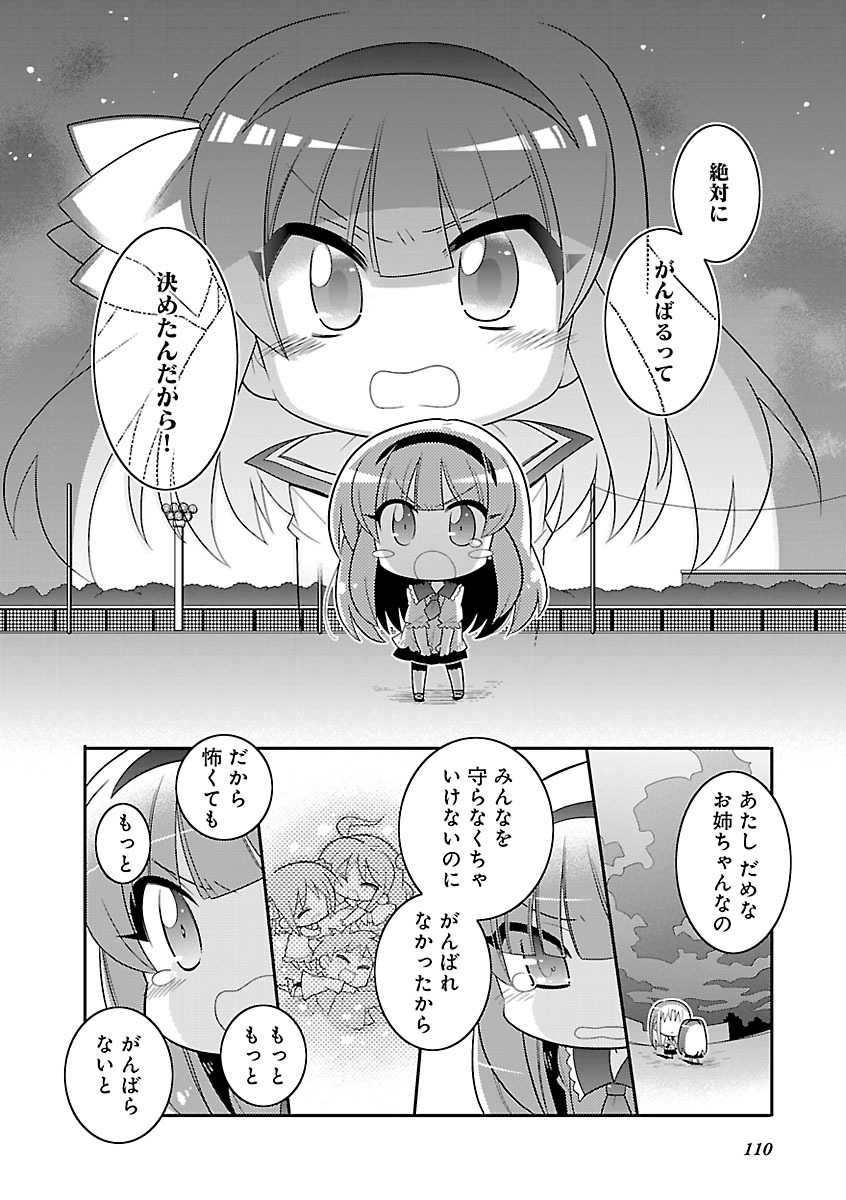 絶対に
がんばるって
決めたんだから！
あたし だめな
お姉ちゃんなの
みんなを
守らなくちゃ
いけないのに
がんばれ
なかったから
だから
怖くても
もっと
もっと
もっと
がんばら
ないと
110